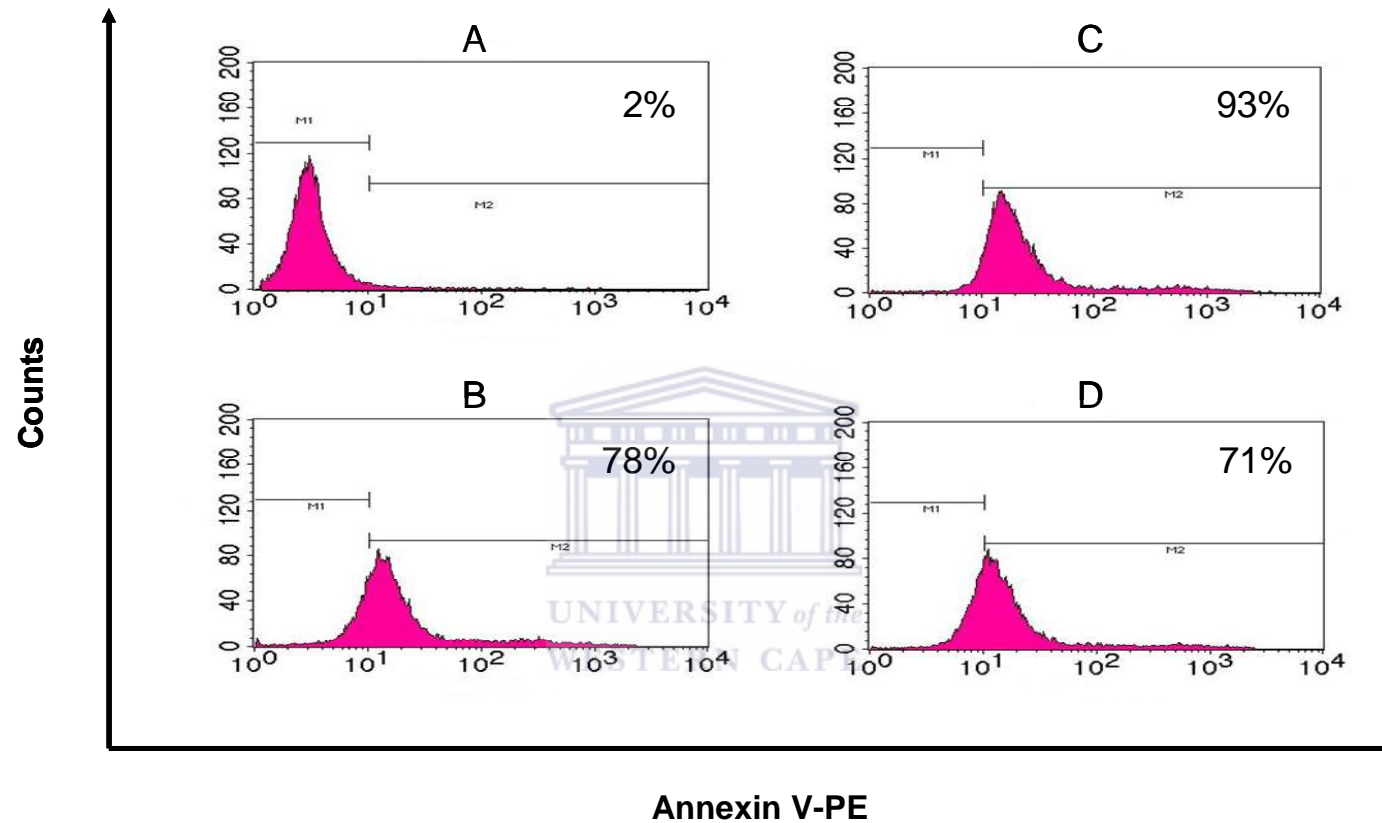 A
2%
M1
M2
200
160
120
80
40
0
10⁰ 10¹ 10² 10³ 10⁴
C
93%
M1
M2
200
160
120
80
40
0
10⁰ 10¹ 10² 10³ 10⁴
B
78%
M1
M2
200
160
120
80
40
0
10⁰ 10¹ 10² 10³ 10⁴
D
71%
M1
M2
200
160
120
80
40
0
10⁰ 10¹ 10² 10³ 10⁴
UNIVERSITY of the
WESTERN CAPE
Counts
Annexin V-PE